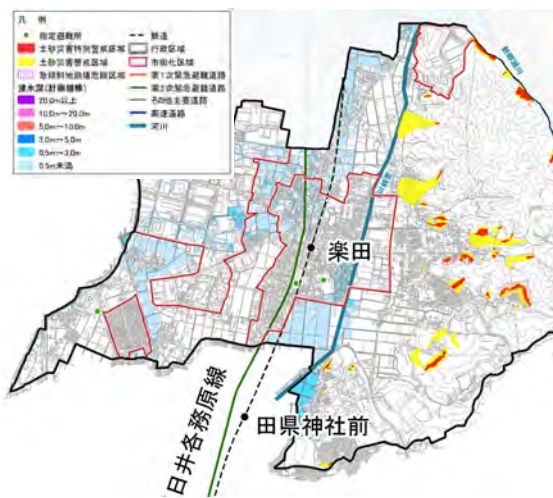 凡 例
指定避難所
土砂災害特別警戒区域
土砂災害警戒区域
急傾斜地崩壊危険区域
浸水深(計画規模)
20.0m以上
10.0m～20.0m
5.0m～10.0m
3.0m～5.0m
0.5m～3.0m
0.5m未満
鉄道
行政区域
市街化区域
第1次緊急避難道路
第2次緊急避難道路
その他主要道路
高速道路
河川
楽田
田県神社前
日井各務原線